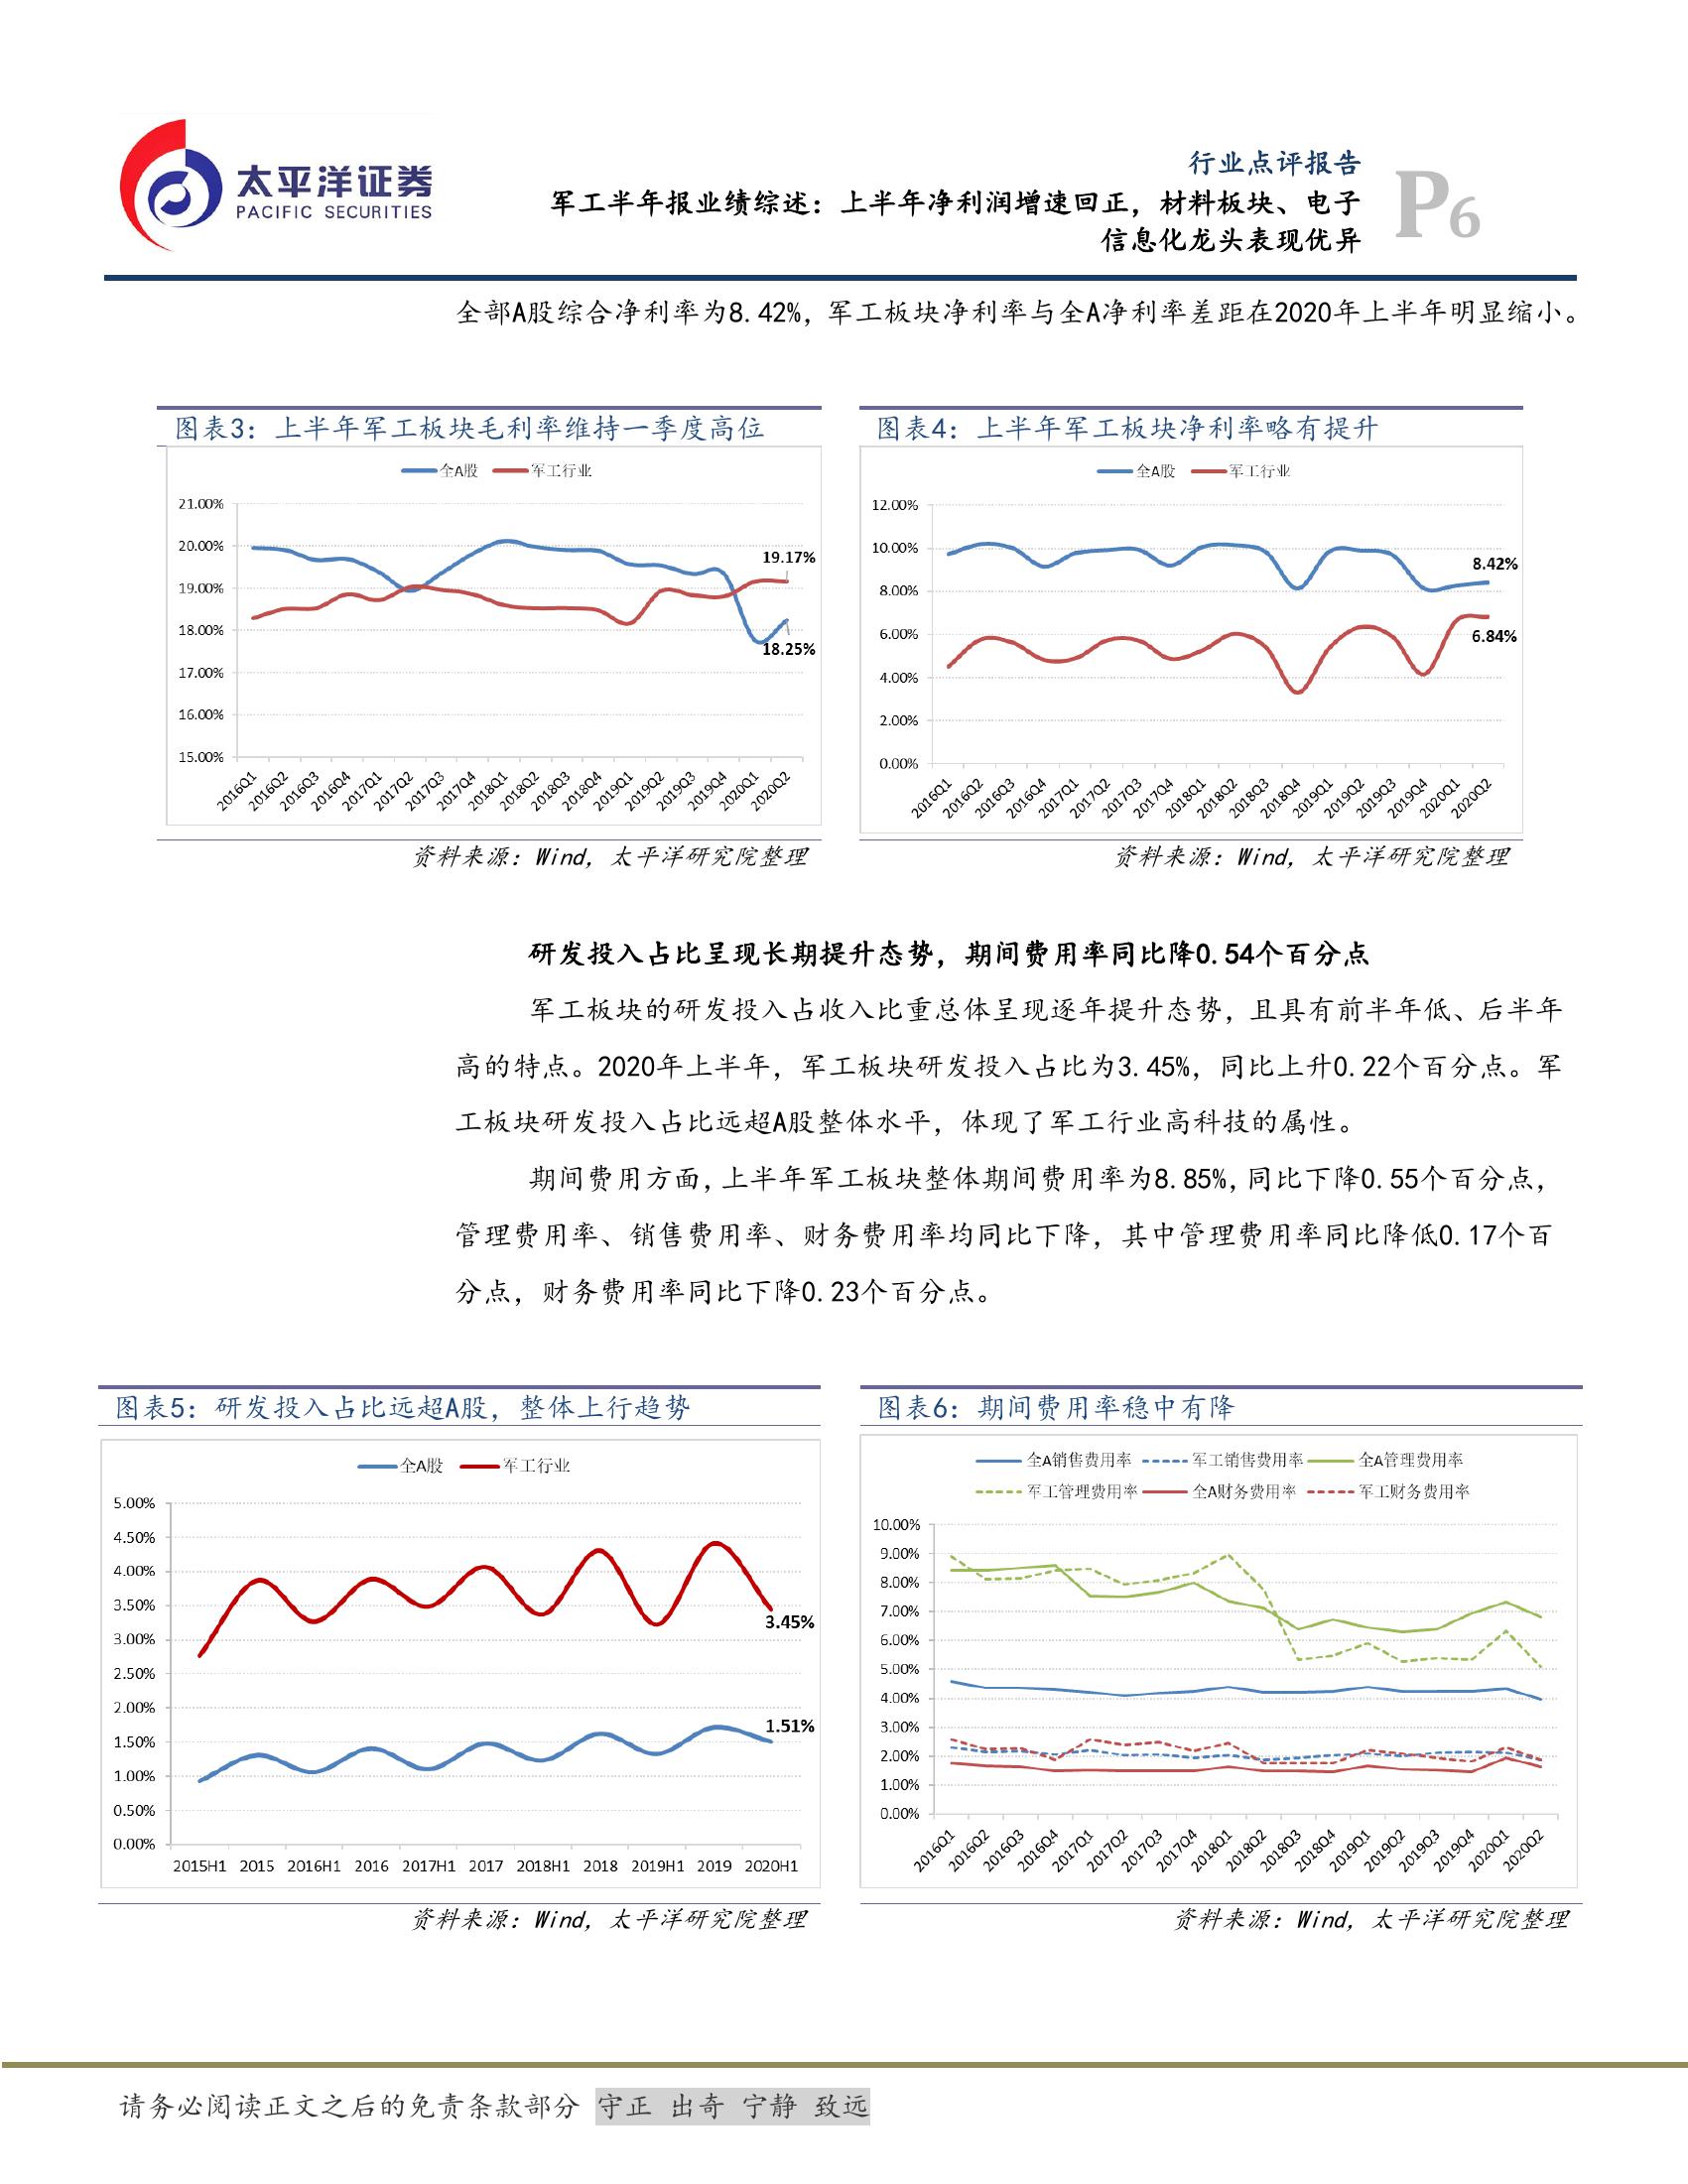 太平洋证券
PACIFIC SECURITIES
行业点评报告
军工半年报业绩综述：上半年净利润增速回正，材料板块、电子
信息化龙头表现优异
P6
全部A股综合净利率为8.42%，军工板块净利率与全A净利率差距在2020年上半年明显缩小。
图表3：上半年军工板块毛利率维持一季度高位
全A股 军工行业
21.00%
20.00%
19.00%
18.00%
17.00%
16.00%
15.00%
19.17%
18.25%
2016Q1 2016Q2 2016Q3 2016Q4 2017Q1 2017Q2 2017Q3 2017Q4 2018Q1 2018Q2 2018Q3 2018Q4 2019Q1 2019Q2 2019Q3 2019Q4 2020Q1 2020Q2
资料来源：Wind，太平洋研究院整理
图表4：上半年军工板块净利率略有提升
全A股 军工行业
12.00%
10.00%
8.00%
6.00%
4.00%
2.00%
0.00%
8.42%
6.84%
2016Q1 2016Q2 2016Q3 2016Q4 2017Q1 2017Q2 2017Q3 2017Q4 2018Q1 2018Q2 2018Q3 2018Q4 2019Q1 2019Q2 2019Q3 2019Q4 2020Q1 2020Q2
资料来源：Wind，太平洋研究院整理
研发投入占比呈现长期提升态势，期间费用率同比降0.54个百分点
军工板块的研发投入占收入比重总体呈现逐年提升态势，且具有前半年低、后半年
高的特点。2020年上半年，军工板块研发投入占比为3.45%，同比上升0.22个百分点。军
工板块研发投入占比远超A股整体水平，体现了军工行业高科技的属性。
期间费用方面，上半年军工板块整体期间费用率为8.85%，同比下降0.55个百分点，
管理费用率、销售费用率、财务费用率均同比下降，其中管理费用率同比降低0.17个百
分点，财务费用率同比下降0.23个百分点。
图表5：研发投入占比远超A股，整体上行趋势
全A股 军工行业
5.00%
4.50%
4.00%
3.50%
3.00%
2.50%
2.00%
1.50%
1.00%
0.50%
0.00%
3.45%
1.51%
2015H1 2015 2016H1 2016 2017H1 2017 2018H1 2018 2019H1 2019 2020H1
资料来源：Wind，太平洋研究院整理
图表6：期间费用率稳中有降
全A销售费用率 军工销售费用率 全A管理费用率
军工管理费用率 全A财务费用率 军工财务费用率
10.00%
9.00%
8.00%
7.00%
6.00%
5.00%
4.00%
3.00%
2.00%
1.00%
0.00%
2016Q1 2016Q2 2016Q3 2016Q4 2017Q1 2017Q2 2017Q3 2017Q4 2018Q1 2018Q2 2018Q3 2018Q4 2019Q1 2019Q2 2019Q3 2019Q4 2020Q1 2020Q2
资料来源：Wind，太平洋研究院整理
请务必阅读正文之后的免责条款部分 守正 出奇 宁静 致远